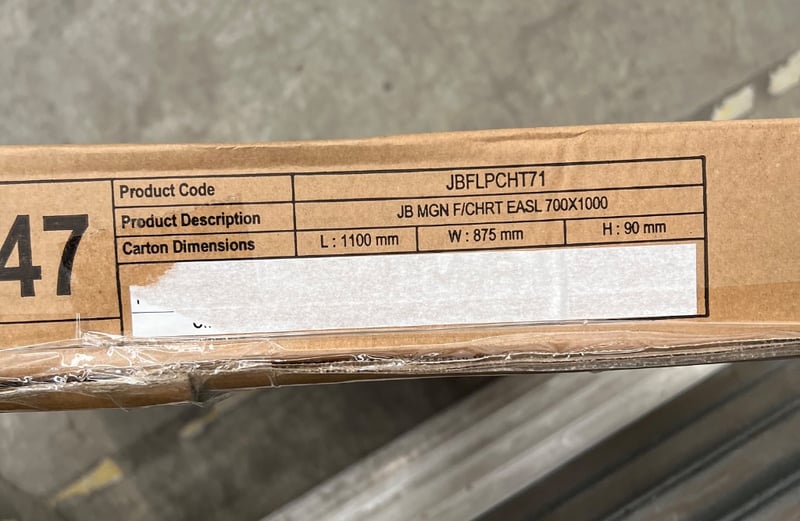 47
Product Code JBFLPCHT71
Product Description JB MGN F/CHRT EASL 700X1000
Carton Dimensions L : 1100 mm W : 875 mm H : 90 mm